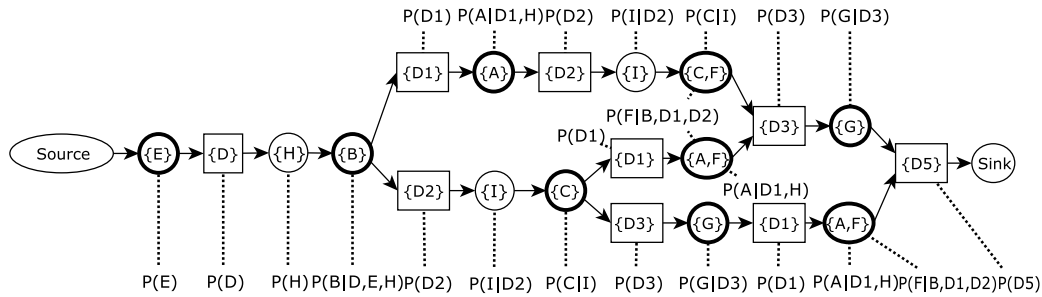 P(D1) P(A|D1,H) P(D2) P(I|D2) P(C|I) P(D3) P(G|D3)
{D1} {A} {D2} {I} {C,F}
P(F|B,D1,D2)
P(D1) {D3} {G}
Source {E} {D} {H} {B} {D1} {A,F} {D5} Sink
P(A|D1,H)
{D2} {I} {C} {D3} {G} {D1} {A,F}
P(E) P(D) P(H) P(B|D,E,H) P(D2) P(I|D2) P(C|I) P(D3) P(G|D3) P(D1) P(A|D1,H) P(F|B,D1,D2) P(D5)